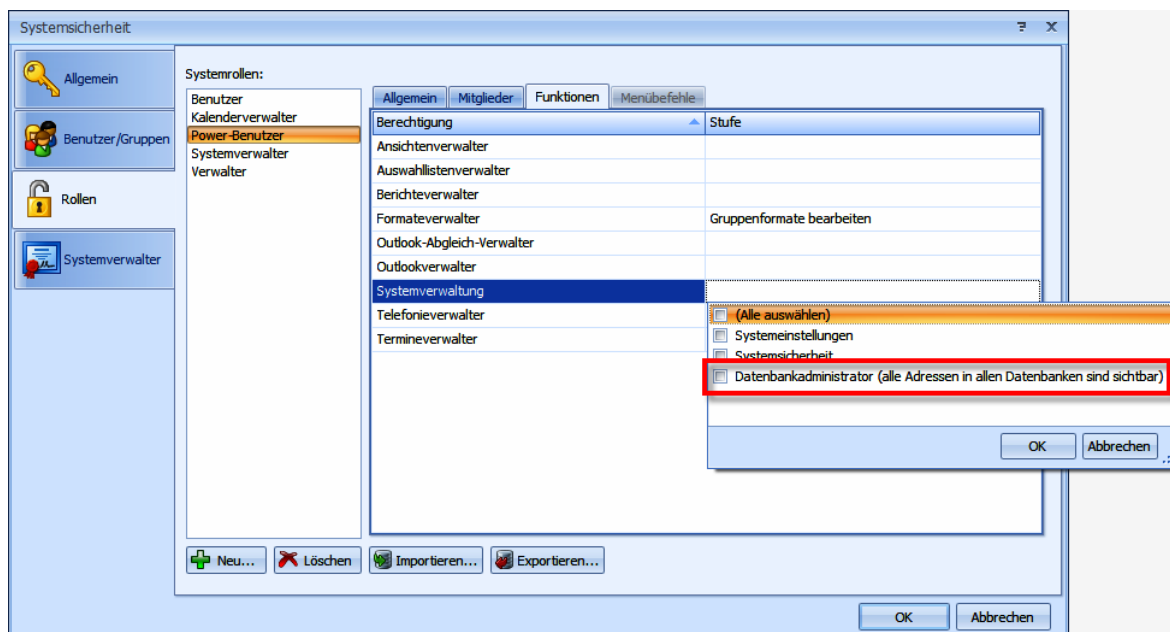 Systemsicherheit
Allgemein
Benutzer/Gruppen
Rollen
Systemverwalter
Systemrollen:
Benutzer
Kalenderverwalter
Power-Benutzer
Systemverwalter
Verwalter
Allgemein Mitglieder Funktionen Menübefehle
Berechtigung Stufe
Ansichtenverwalter
Auswahllistenverwalter
Berichteverwalter
Formateverwalter Gruppenformate bearbeiten
Outlook-Abgleich-Verwalter
Outlookverwalter
Systemverwaltung
Telefonieverwalter
Termineverwalter
(Alle auswählen)
Systemeinstellungen
Systemsicherheit
Datenbankadministrator (alle Adressen in allen Datenbanken sind sichtbar)
OK Abbrechen
Neu... Löschen Importieren... Exportieren...
OK Abbrechen